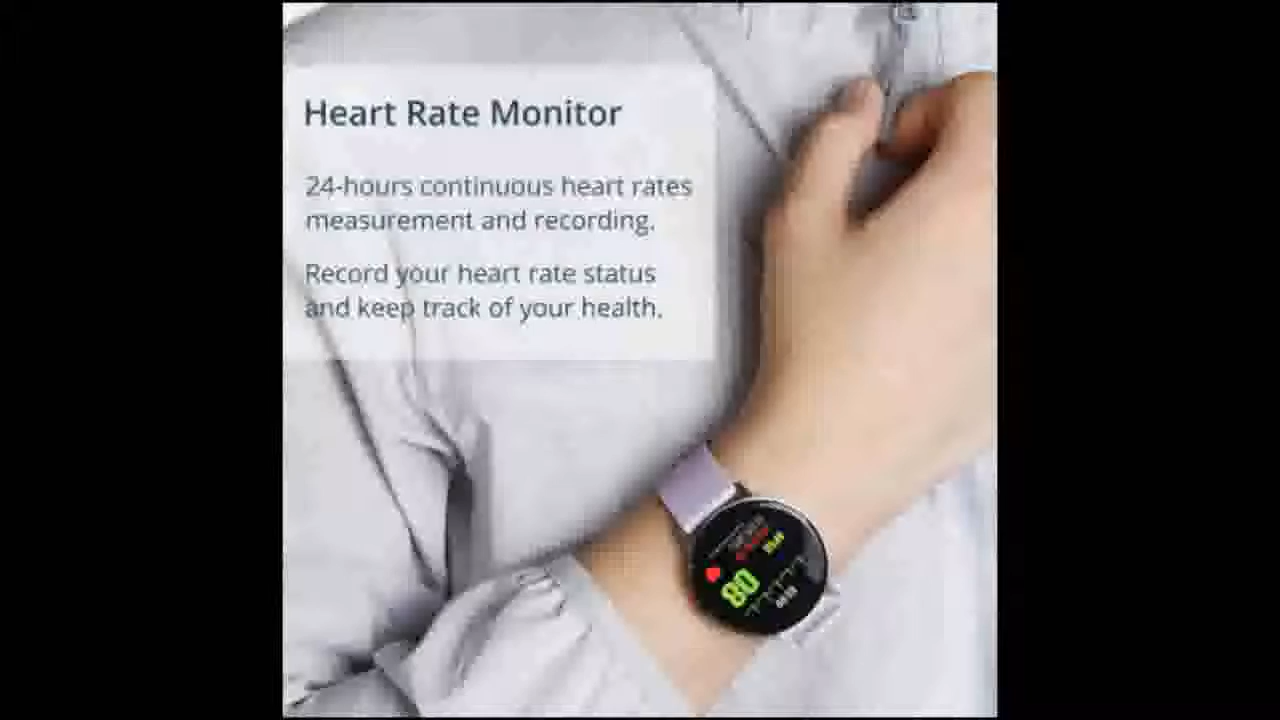 Heart Rate Monitor
24-hours continuous heart rates
measurement and recording.
Record your heart rate status
and keep track of your health.
80